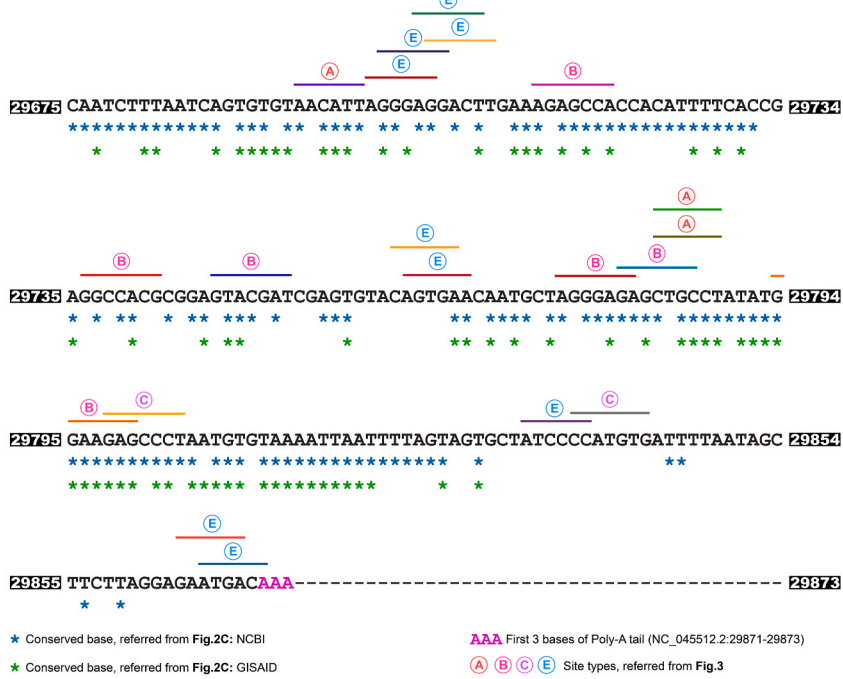 E
E E
E
A B
29675 CAATCTTTAATCAGTGTGTAACATTAGGGAGGACTTGAAAGAGCCACCACATTTTCACCG 29734
A
A
E
B B E B B
29735 AGGCCACGCGGAGTACGATCGAGTGTACAGTGAACAATGCTAGGGAGAGCTGCCTATATG 29794
B C E C
29795 GAAGAGCCCTAATGTGTAAAATTAATTTTAGTAGTGCTATCCCCATGTGATTTTAATAGC 29854
E
E
29855 TTCTTAGGAGAATGACAAA----------------------------------------- 29873
* Conserved base, referred from Fig.2C: NCBI
AAA First 3 bases of Poly-A tail (NC_045512.2:29871-29873)
* Conserved base, referred from Fig.2C: GISAID
A B C E Site types, referred from Fig.3